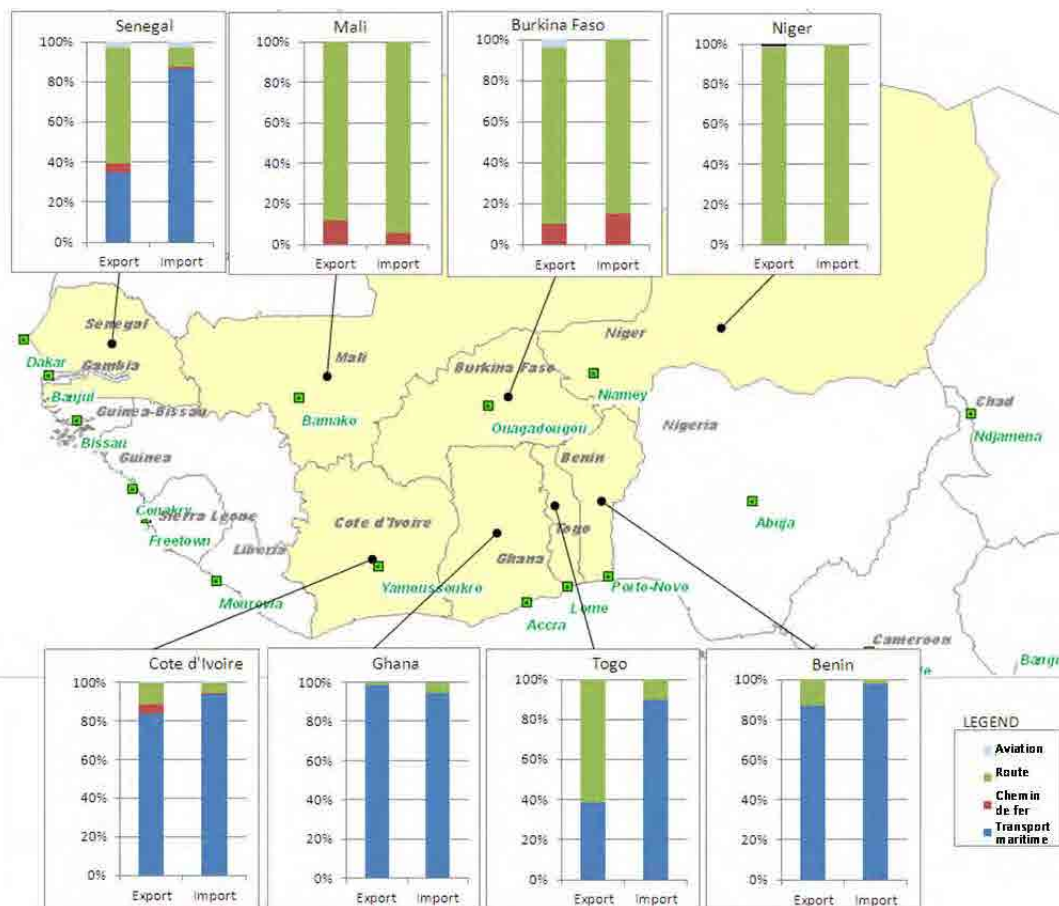 Senegal
100%
80%
60%
40%
20%
0%
Export Import
Mali
100%
80%
60%
40%
20%
0%
Export Import
Burkina Faso
100%
80%
60%
40%
20%
0%
Export Import
Niger
100%
80%
60%
40%
20%
0%
Export Import
Senegal
Dakar
Gambia
Banjul
Guinea-Bissau
Bissau
Guinea
Conakry
Sierra Leone
Freetown
Liberia
Monrovia
Mali
Bamako
Burkina Faso
Ouagadougou
Niger
Niamey
Nigeria
Abuja
Chad
Ndjamena
Benin
Togo
Cote d'Ivoire
Yamoussoukro
Ghana
Accra
Lome
Porto-Novo
Cameroon
Bangui
Cote d'Ivoire
100%
80%
60%
40%
20%
0%
Export Import
Ghana
100%
80%
60%
40%
20%
0%
Export Import
Togo
100%
80%
60%
40%
20%
0%
Export Import
Benin
100%
80%
60%
40%
20%
0%
Export Import
LEGEND
Aviation
Route
Chemin
de fer
Transport
maritime